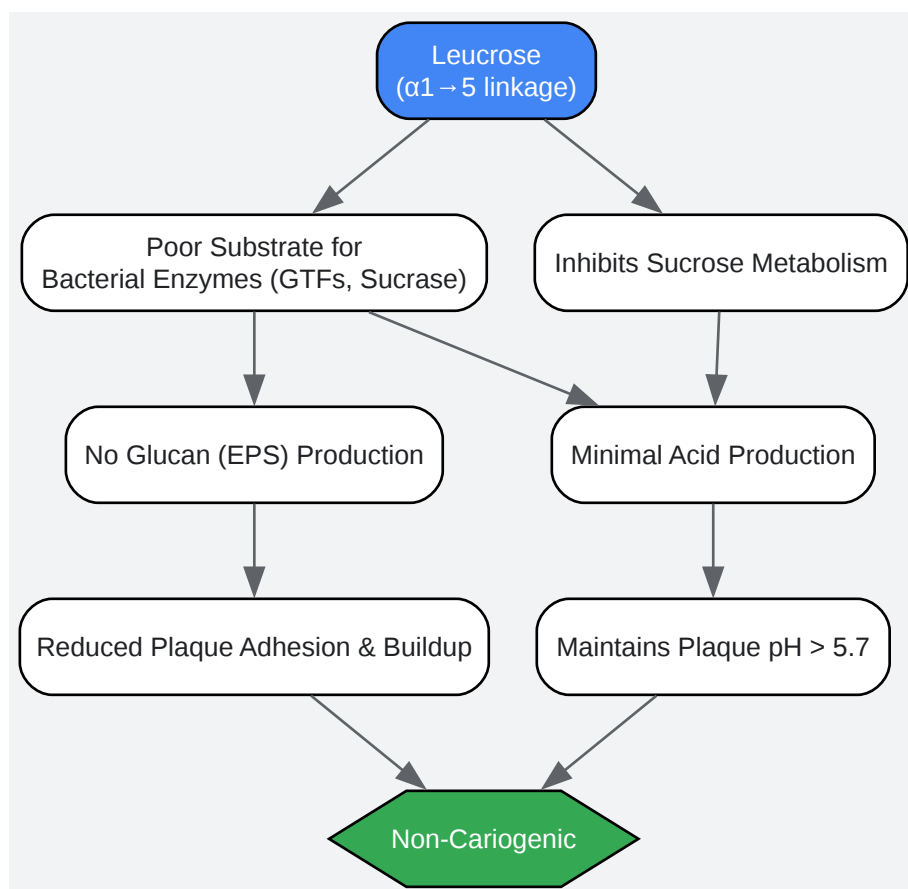 Leucrose
(α1→5 linkage)
Poor Substrate for
Bacterial Enzymes (GTFs, Sucrase)
Inhibits Sucrose Metabolism
No Glucan (EPS) Production
Minimal Acid Production
Reduced Plaque Adhesion & Buildup
Maintains Plaque pH > 5.7
Non-Cariogenic